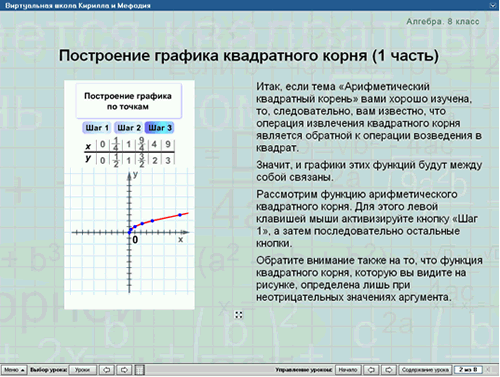 Виртуальная школа Кирилла и Мефодия
Алгебра. 8 класс
Построение графика квадратного корня (1 часть)
Построение графика
по точкам
Шаг 1 Шаг 2 Шаг 3
x 0 1/4 1 9/4 4 9
y 0 1/2 1 3/2 2 3
y
0
x
Итак, если тема «Арифметический
квадратный корень» вами хорошо изучена,
то, следовательно, вам известно, что
операция извлечения квадратного корня
является обратной к операции возведения в
квадрат.
Значит, и графики этих функций будут между
собой связаны.
Рассмотрим функцию арифметического
квадратного корня. Для этого левой
клавишей мыши активизируйте кнопку «Шаг
1», а затем последовательно остальные
кнопки.
Обратите внимание также на то, что функция
квадратного корня, которую вы видите на
рисунке, определена лишь при
неотрицательных значениях аргумента.
Меню Выбор урока: Уроки Управление уроком: Начало Содержание урока 2 из 8